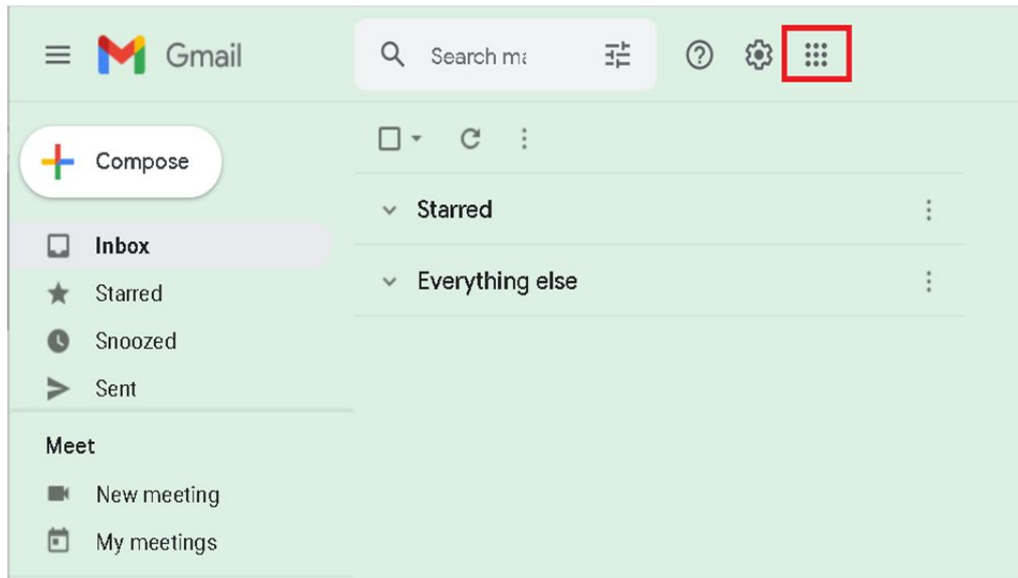 Gmail
Search ma
Compose
Starred
Inbox
Everything else
Starred
Snoozed
Sent
Meet
New meeting
My meetings